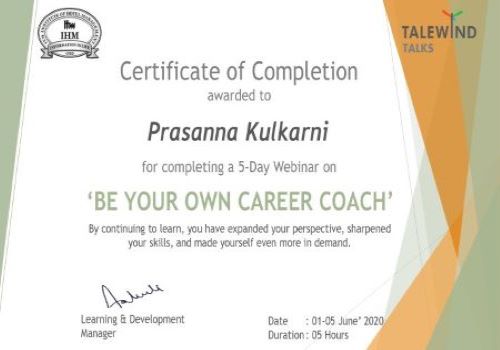 IHM
TALEWIND
TALKS
Certificate of Completion
awarded to
Prasanna Kulkarni
for completing a 5-Day Webinar on
‘BE YOUR OWN CAREER COACH’
By continuing to learn, you have expanded your perspective, sharpened
your skills, and made yourself even more in demand.
Learning & Development
Manager
Date : 01-05 June’ 2020
Duration : 05 Hours